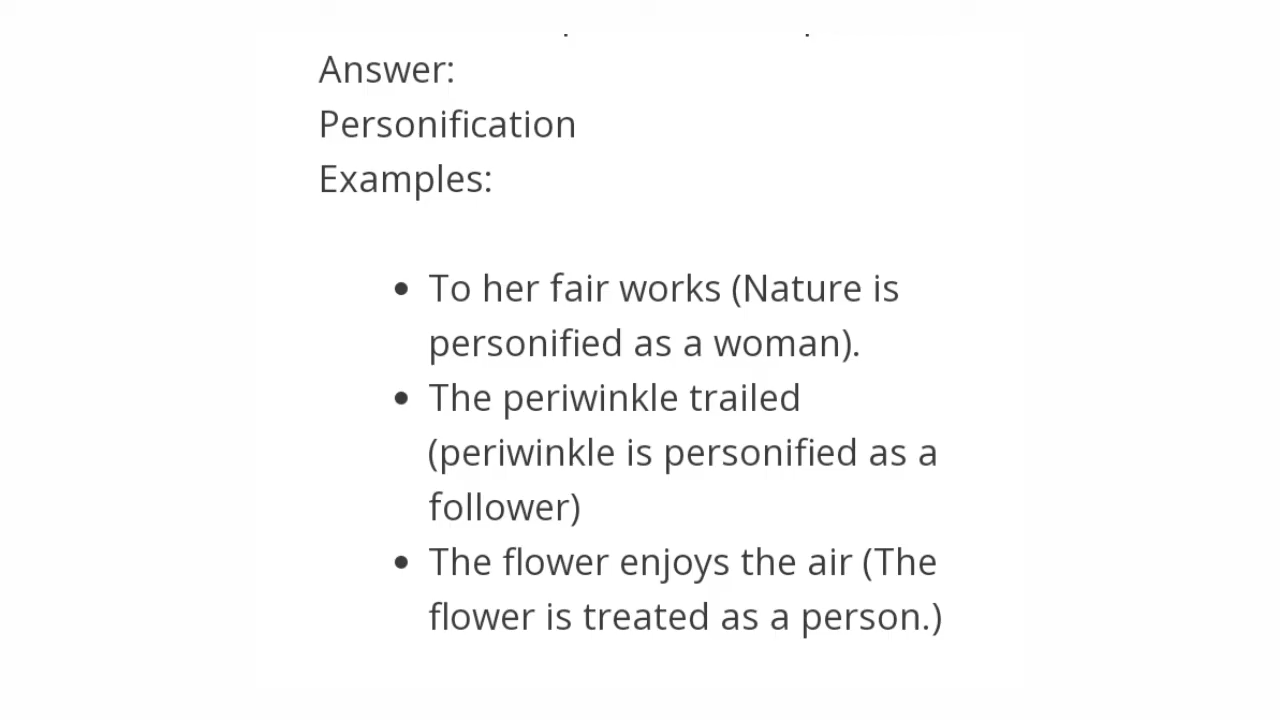 Answer:
Personification
Examples:
• To her fair works (Nature is
personified as a woman).
• The periwinkle trailed
(periwinkle is personified as a
follower)
• The flower enjoys the air (The
flower is treated as a person.)